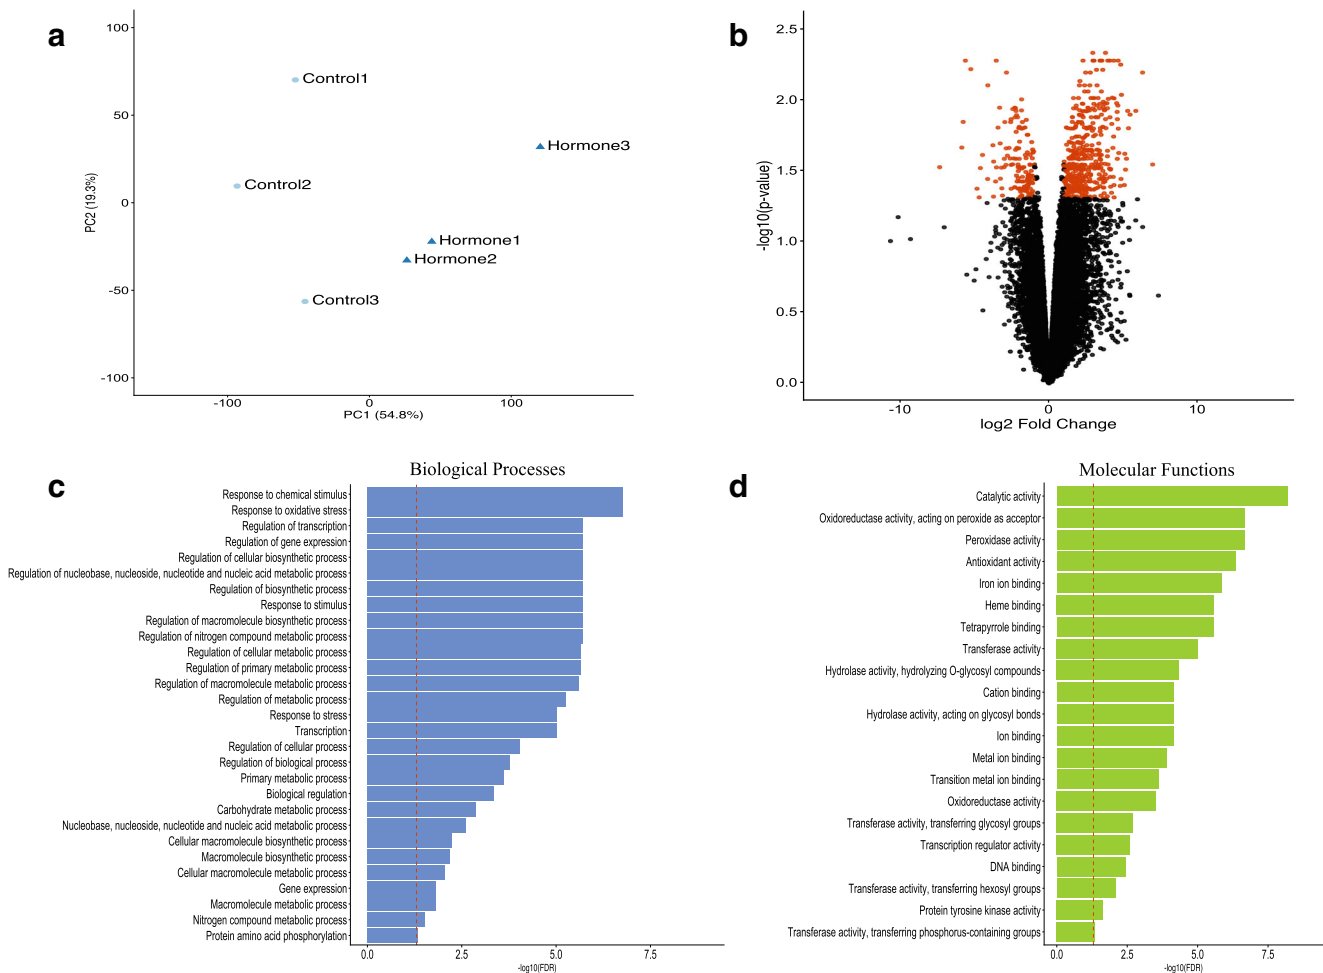 a
100
50
0
-50
-100
PC2 (19.3%)
Control1
Hormone3
Control2
Hormone1
Hormone2
Control3
-100
0
100
PC1 (54.8%)
b
2.5
2.0
1.5
1.0
0.5
0.0
-log10(p-value)
-10
0
10
log2 Fold Change
c
Biological Processes
Response to chemical stimulus
Response to oxidative stress
Regulation of transcription
Regulation of gene expression
Regulation of cellular biosynthetic process
Regulation of nucleobase, nucleoside, nucleotide and nucleic acid metabolic process
Regulation of biosynthetic process
Response to stimulus
Regulation of macromolecule biosynthetic process
Regulation of nitrogen compound metabolic process
Regulation of cellular metabolic process
Regulation of primary metabolic process
Regulation of macromolecule metabolic process
Regulation of metabolic process
Response to stress
Transcription
Regulation of cellular process
Regulation of biological process
Primary metabolic process
Biological regulation
Carbohydrate metabolic process
Nucleobase, nucleoside, nucleotide and nucleic acid metabolic process
Cellular macromolecule biosynthetic process
Macromolecule biosynthetic process
Cellular macromolecule metabolic process
Gene expression
Macromolecule metabolic process
Nitrogen compound metabolic process
Protein amino acid phosphorylation
0.0
2.5
5.0
7.5
-log10(FDR)
d
Molecular Functions
Catalytic activity
Oxidoreductase activity, acting on peroxide as acceptor
Peroxidase activity
Antioxidant activity
Iron ion binding
Heme binding
Tetrapyrrole binding
Transferase activity
Hydrolase activity, hydrolyzing O-glycosyl compounds
Cation binding
Hydrolase activity, acting on glycosyl bonds
Ion binding
Metal ion binding
Transition metal ion binding
Oxidoreductase activity
Transferase activity, transferring glycosyl groups
Transcription regulator activity
DNA binding
Transferase activity, transferring hexosyl groups
Protein tyrosine kinase activity
Transferase activity, transferring phosphorus-containing groups
0.0
2.5
5.0
7.5
-log10(FDR)